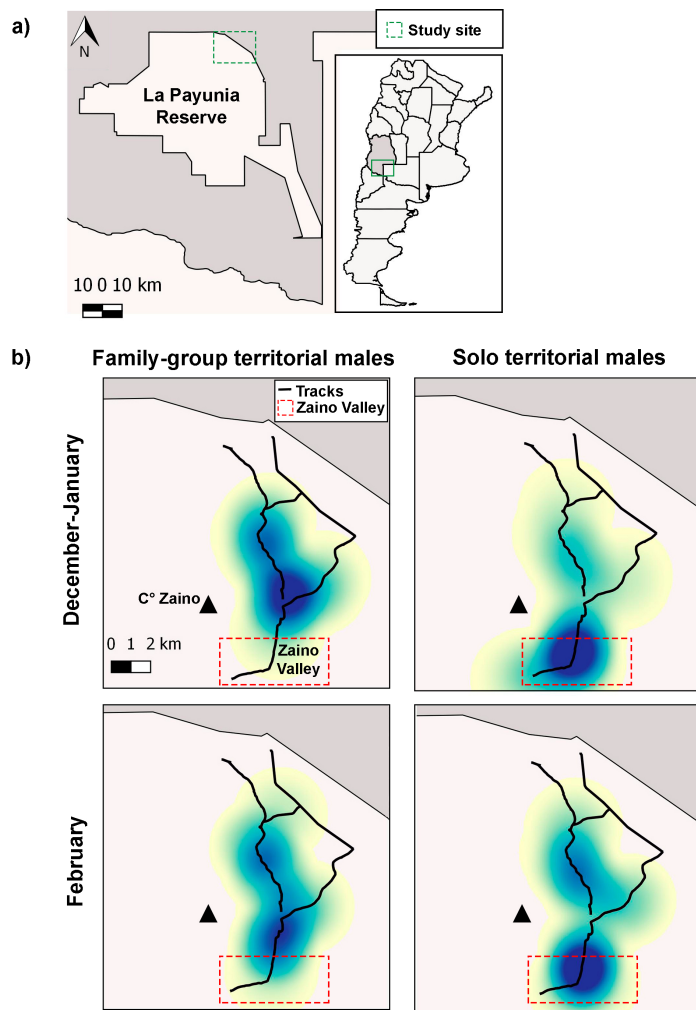 a)
N
Study site
La Payunia
Reserve
10 0 10 km
b)
Family-group territorial males
Solo territorial males
December-January
Tracks
Zaino Valley
C° Zaino
0 1 2 km
Zaino
Valley
February